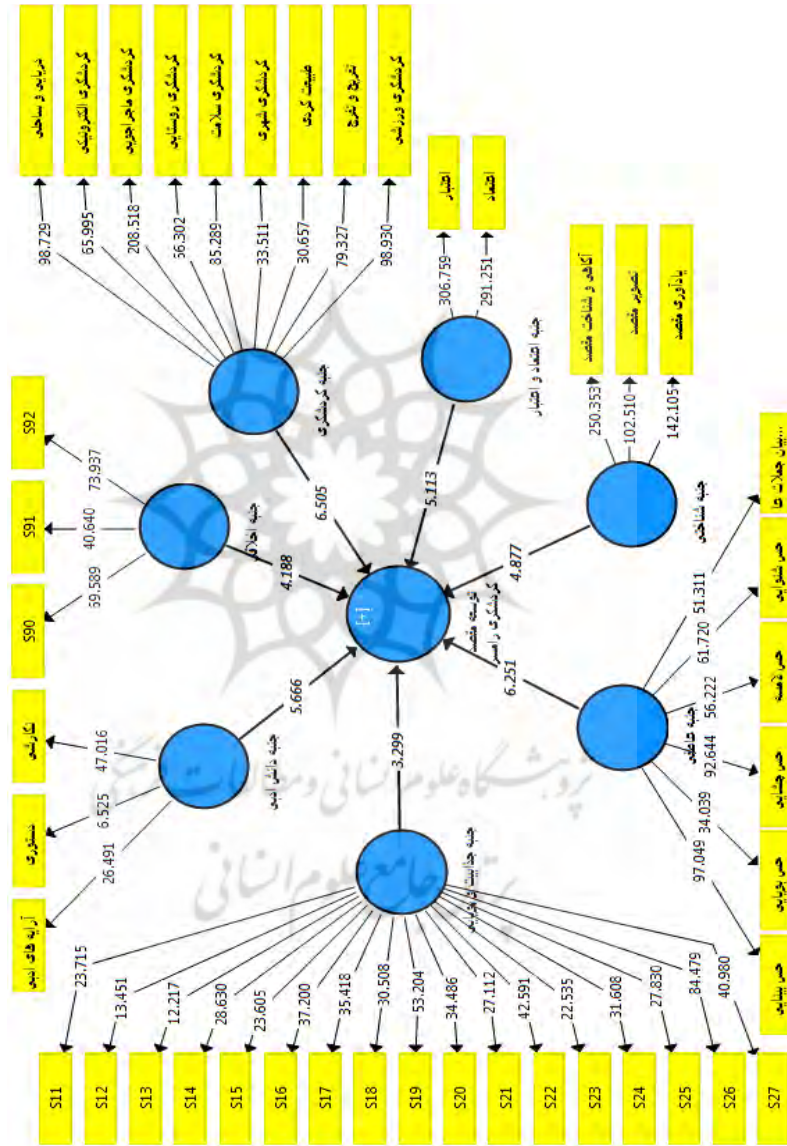 دریایی و ساحلی
گردشگری الکترونیکی
گردشگری ماجراجویی
گردشگری روستایی
گردشگری سلامت
گردشگری شهری
طبیعت گردی
تفریح و تفرج
گردشگری ورزشی
98.729
65.995
208.518
56.302
85.289
33.511
30.657
79.327
98.930
جنبه گردشگری
6.505
اعتبار
اعتماد
306.759
291.251
جنبه اعتماد و اعتبار
5.113
آگاهی و شناخت مقصد
تصویر مقصد
یادآوری مقصد
250.353
102.510
142.105
جنبه شناختی
4.877
S92
S91
S90
73.937
40.640
69.589
جنبه اخلاقی
4.188
[+]
توسعه مقصد
گردشگری رامسر
نگارشی
دستوری
آرایه های ادبی
47.016
6.525
26.491
جنبه دانش ادبی
5.666
بیان جملات عا...
حس شنوایی
حس لامسه
حس چشایی
حس بویایی
حس بینایی
51.311
61.720
56.222
92.644
34.039
97.049
جنبه عاطفی
6.251
3.299
پژوهشگاه علوم انسانی و مطالعات فرهنگی
پرتال جامع علوم انسانی
S11
S12
S13
S14
S15
S16
S17
S18
S19
S20
S21
S22
S23
S24
S25
S26
S27
23.715
13.451
12.217
28.630
23.605
37.200
35.418
30.508
53.204
34.486
27.112
42.591
22.535
31.608
27.830
84.479
40.980
جنبه جذابیت